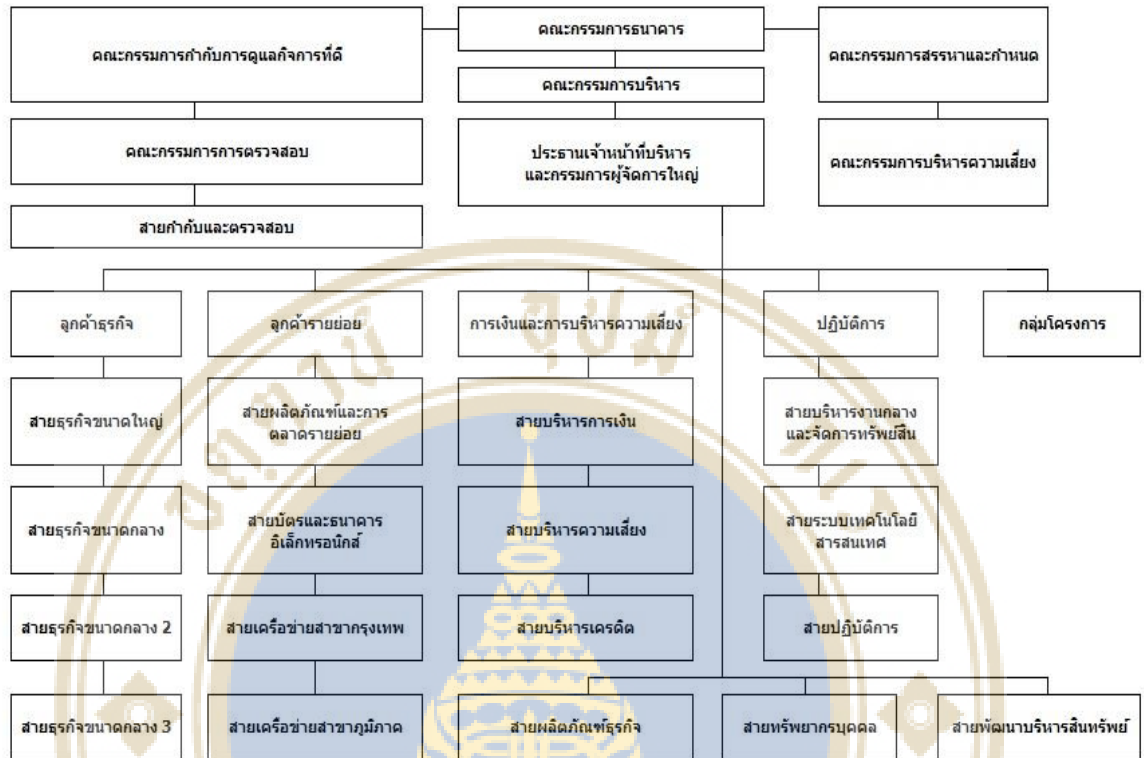 คณะกรรมการกำกับการดูแลกิจการที่ดี
คณะกรรมการธนาคาร
คณะกรรมการสรรหาและกำหนด
คณะกรรมการบริหาร
คณะกรรมการการตรวจสอบ
ประธานเจ้าหน้าที่บริหาร
และกรรมการผู้จัดการใหญ่
คณะกรรมการบริหารความเสี่ยง
สายกำกับและตรวจสอบ
ลูกค้าธุรกิจ
ลูกค้ารายย่อย
การเงินและการบริหารความเสี่ยง
ปฏิบัติการ
กลุ่มโครงการ
สายธุรกิจขนาดใหญ่
สายผลิตภัณฑ์และการ
ตลาดรายย่อย
สายบริหารการเงิน
สายบริหารงานกลาง
และจัดการทรัพย์สิน
สายธุรกิจขนาดกลาง
สายบัตรและธนาคาร
อิเล็กทรอนิกส์
สายบริหารความเสี่ยง
สายระบบเทคโนโลยี
สารสนเทศ
สายธุรกิจขนาดกลาง 2
สายเครือข่ายสาขากรุงเทพ
สายบริหารเครดิต
สายปฏิบัติการ
สายธุรกิจขนาดกลาง 3
สายเครือข่ายสาขาภูมิภาค
สายผลิตภัณฑ์ธุรกิจ
สายทรัพยากรบุคคล
สายพัฒนาบริหารสินทรัพย์